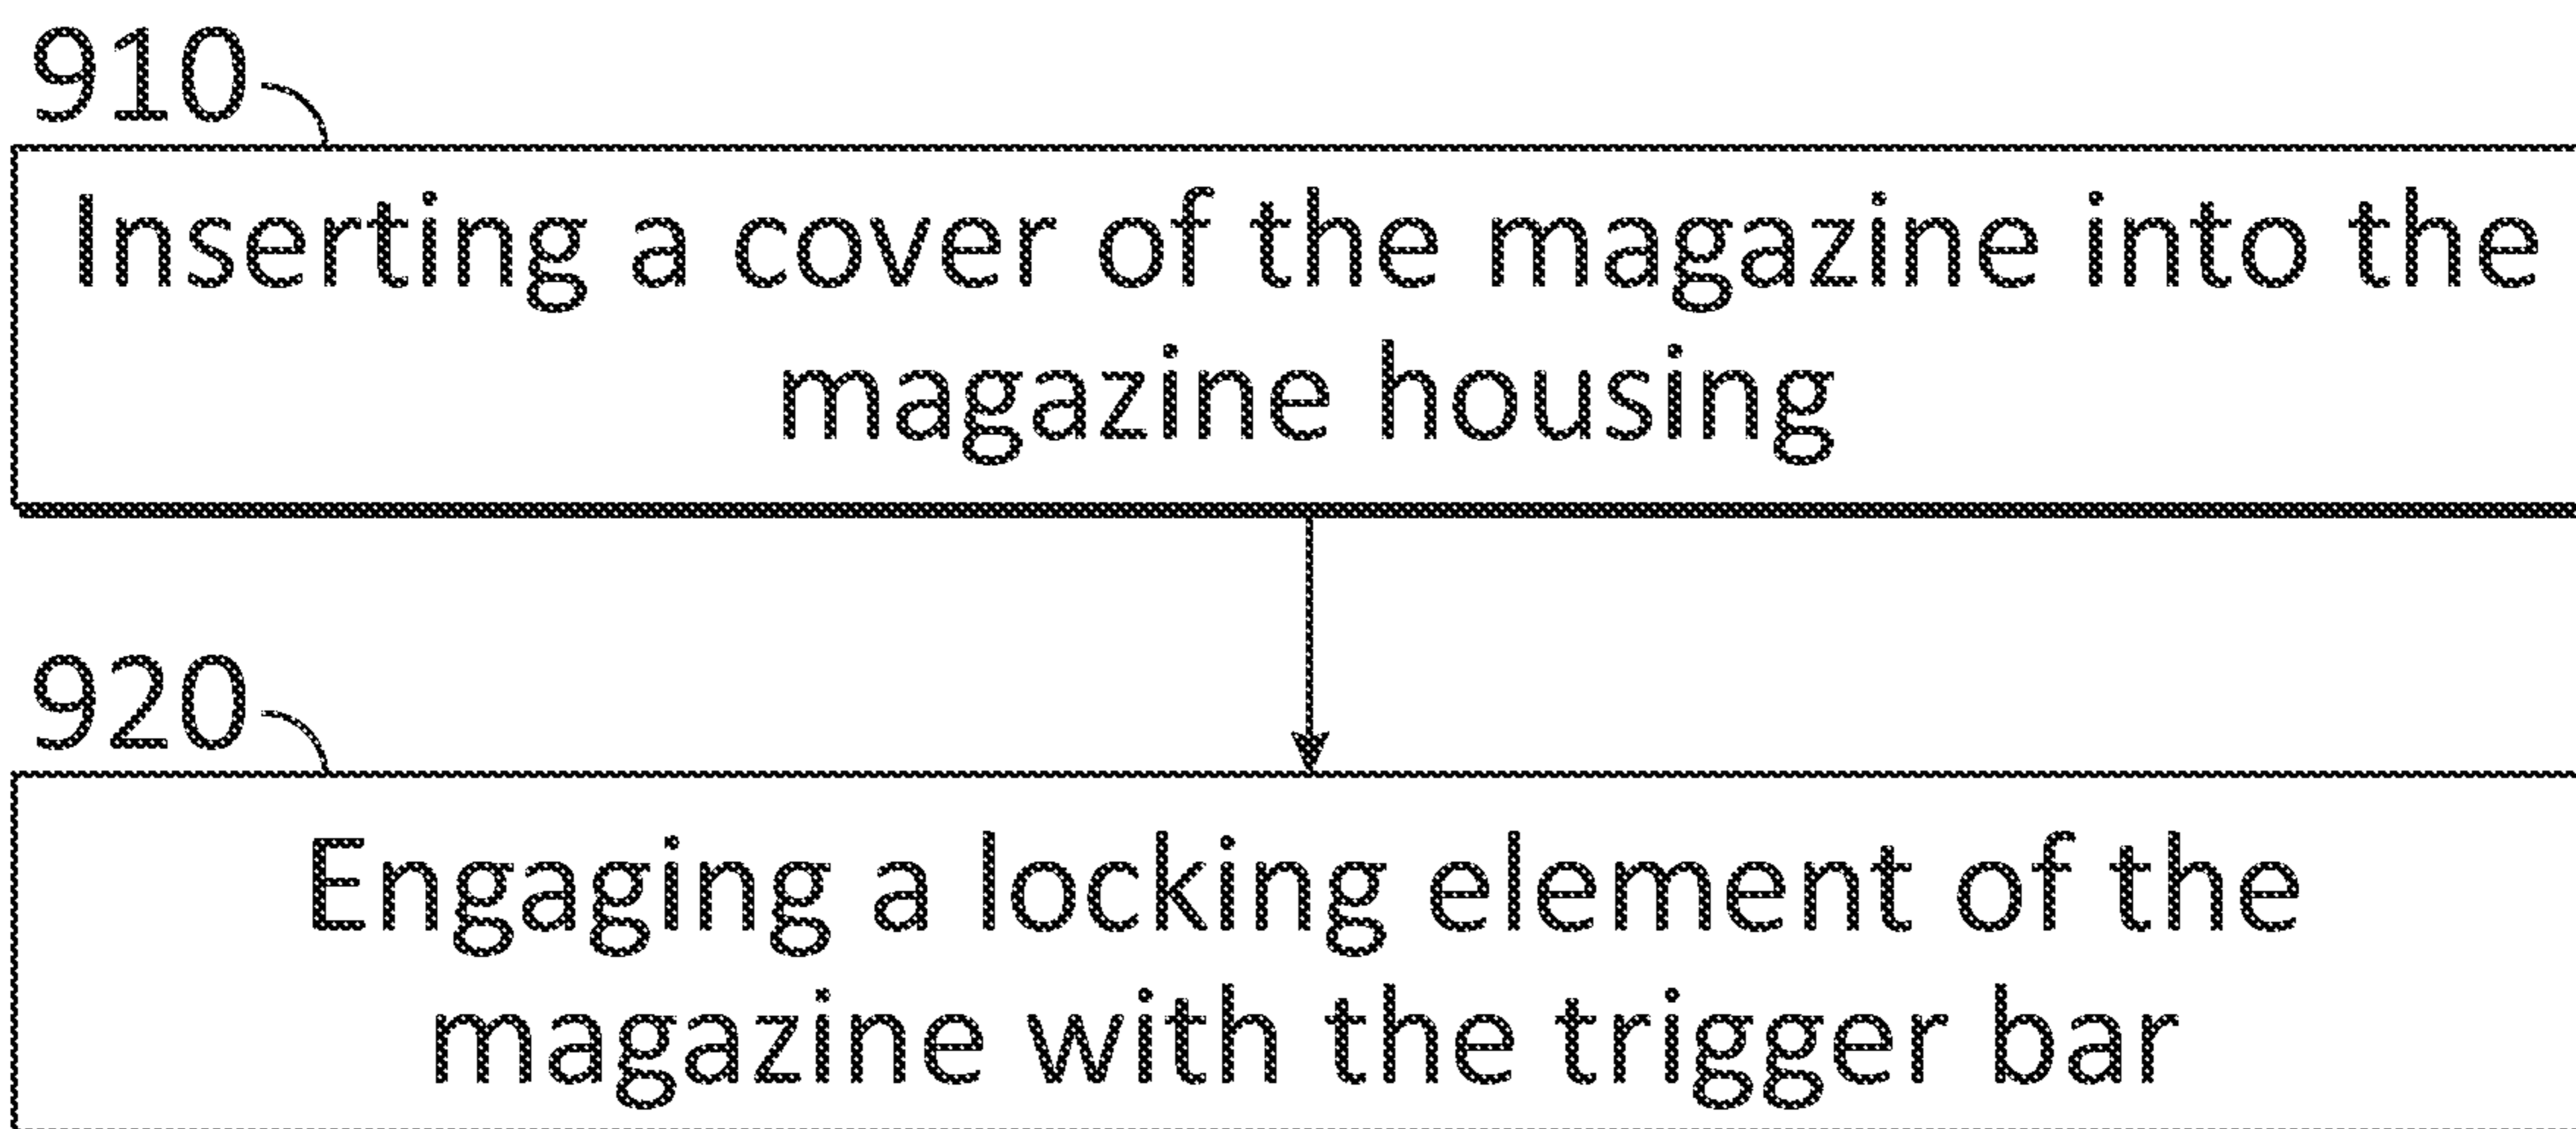 910
Inserting a cover of the magazine into the
magazine housing
920
Engaging a locking element of the
magazine with the trigger bar